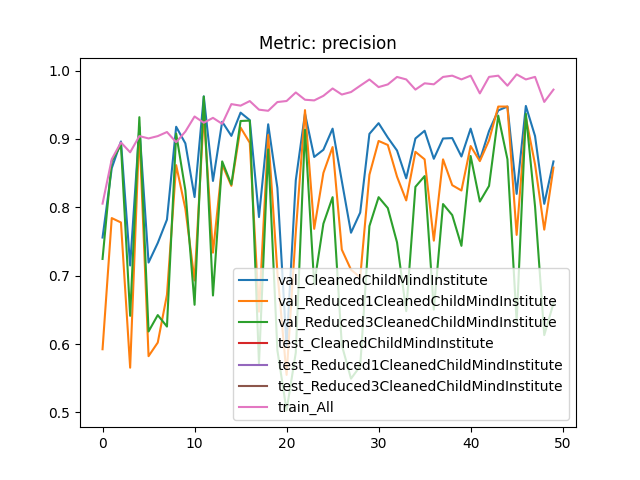 Metric: precision
1.0
0.9
0.8
0.7
0.6
0.5
val_CleanedChildMindInstitute
val_Reduced1CleanedChildMindInstitute
val_Reduced3CleanedChildMindInstitute
test_CleanedChildMindInstitute
test_Reduced1CleanedChildMindInstitute
test_Reduced3CleanedChildMindInstitute
train_All
0 10 20 30 40 50